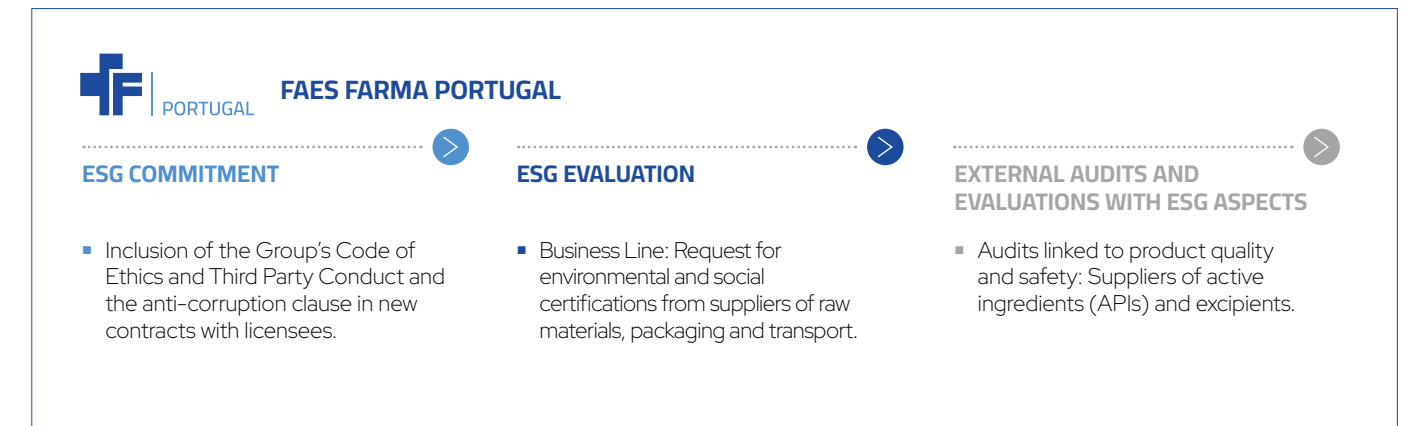 PORTUGAL
FAES FARMA PORTUGAL
ESG COMMITMENT
▪ Inclusion of the Group’s Code of
Ethics and Third Party Conduct and
the anti-corruption clause in new
contracts with licensees.
ESG EVALUATION
▪ Business Line: Request for
environmental and social
certifications from suppliers of raw
materials, packaging and transport.
EXTERNAL AUDITS AND
EVALUATIONS WITH ESG ASPECTS
▪ Audits linked to product quality
and safety: Suppliers of active
ingredients (APIs) and excipients.